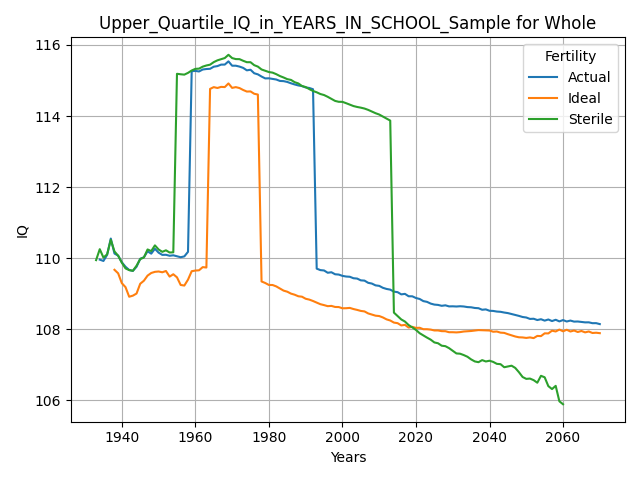 Upper_Quartile_IQ_in_YEARS_IN_SCHOOL_Sample for Whole
Fertility
Actual
Ideal
Sterile
IQ
116
114
112
110
108
106
1940 1960 1980 2000 2020 2040 2060
Years